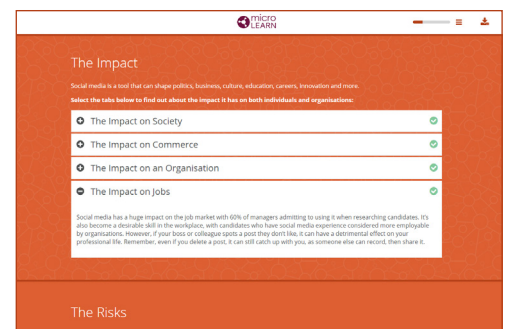 micro
LEARN
The Impact
Social media is a tool that can shape politics, business, culture, education, careers, innovation and more.
Select the tabs below to find out about the impact it has on both individuals and organisations:
The Impact on Society
The Impact on Commerce
The Impact on an Organisation
The Impact on Jobs
Social media has a huge impact on the job market with 60% of managers admitting to using it when researching candidates. It's
also become a desirable skill in the workplace, with candidates who have social media experience considered more employable
by organisations. However, if your boss or colleague spots a post they don't like, it can have a detrimental effect on your
professional life. Remember, even if you delete a post, it can still catch up with you, as someone else can record, then share it.
The Risks